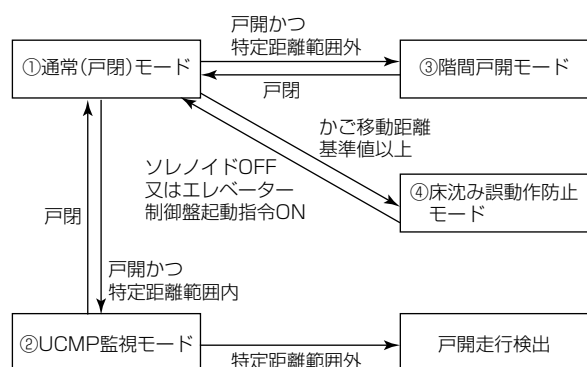 戸開かつ
特定距離範囲外
①通常(戸閉)モード
③階間戸開モード
戸閉
かご移動距離
基準値以上
ソレノイドOFF
又はエレベーター
制御盤起動指令ON
④床沈み誤動作防止
モード
戸閉
戸開かつ
特定距離範囲内
②UCMP監視モード
戸開走行検出
特定距離範囲外